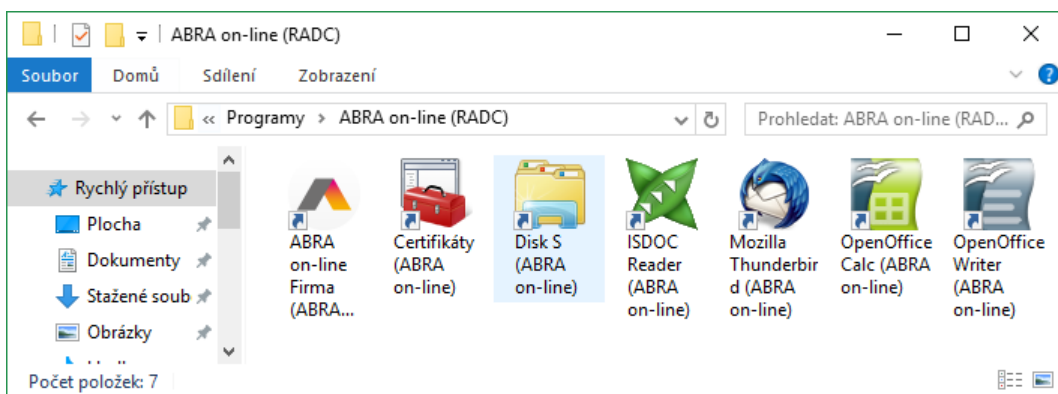 ABRA on-line (RADC)
Soubor Domů Sdílení Zobrazení
« Programy › ABRA on-line (RADC)
Prohledat: ABRA on-line (RAD...
Rychlý přístup
Plocha
Dokumenty
Stažené soub
Obrázky
ABRA
on-line
Firma
(ABRA...
Certifikáty
(ABRA
on-line)
Disk S
(ABRA
on-line)
ISDOC
Reader
(ABRA
on-line)
Mozilla
Thunderbir
d (ABRA
on-line)
OpenOffice
Calc (ABRA
on-line)
OpenOffice
Writer
(ABRA
on-line)
Počet položek: 7